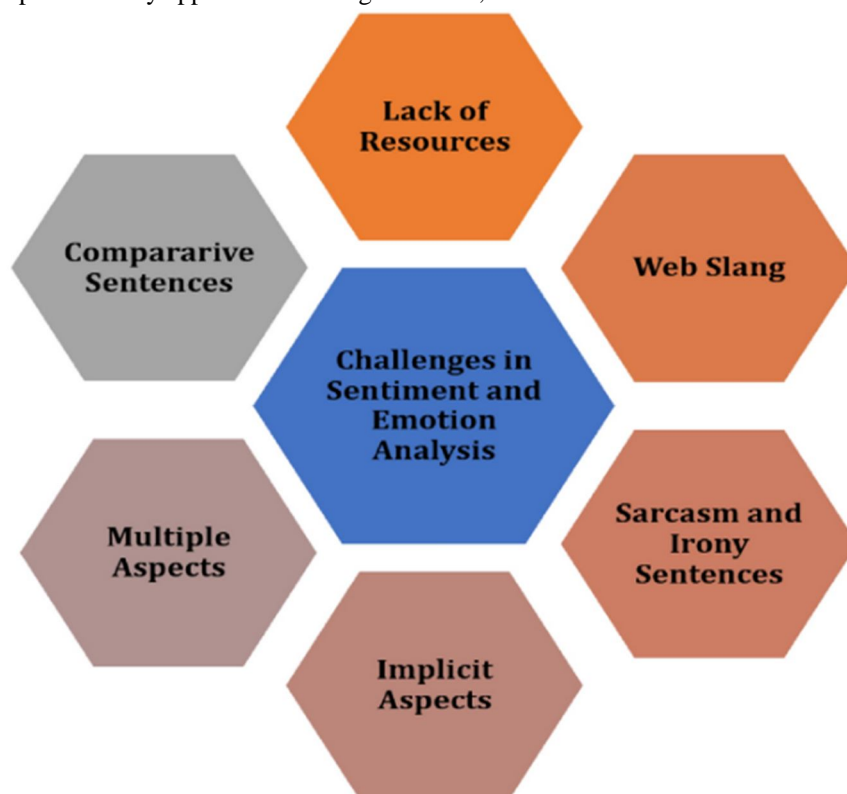 Lack of
Resources
Compararive
Sentences
Web Slang
Challenges in
Sentiment and
Emotion
Analysis
Multiple
Aspects
Sarcasm and
Irony
Sentences
Implicit
Aspects